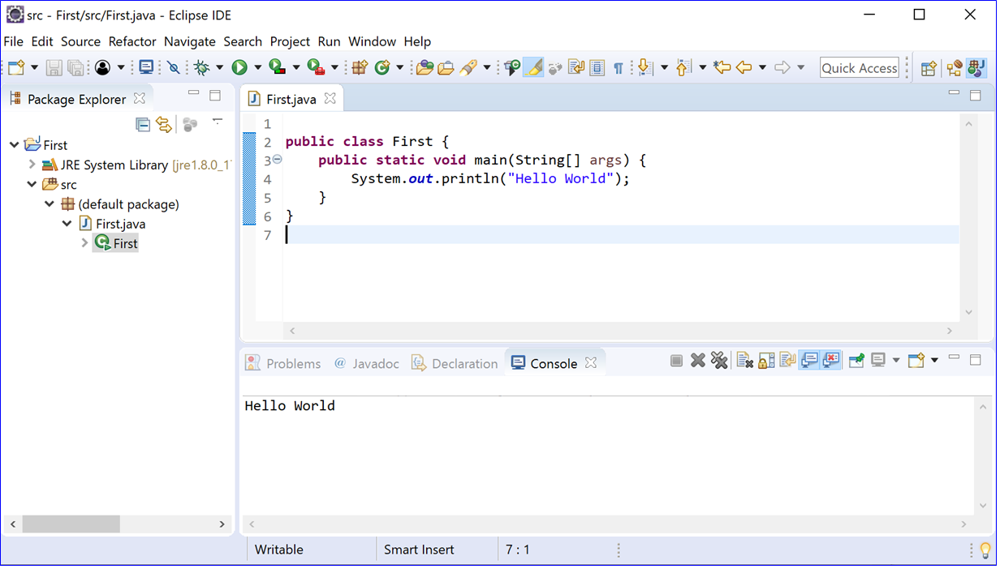 src - First/src/First.java - Eclipse IDE
File Edit Source Refactor Navigate Search Project Run Window Help
Quick Access
Package Explorer
First
JRE System Library [jre1.8.0_1
src
(default package)
First.java
First
First.java
1
2 public class First {
3     public static void main(String[] args) {
4         System.out.println("Hello World");
5     }
6 }
7
Problems @ Javadoc Declaration Console
Hello World
Writable Smart Insert 7 : 1